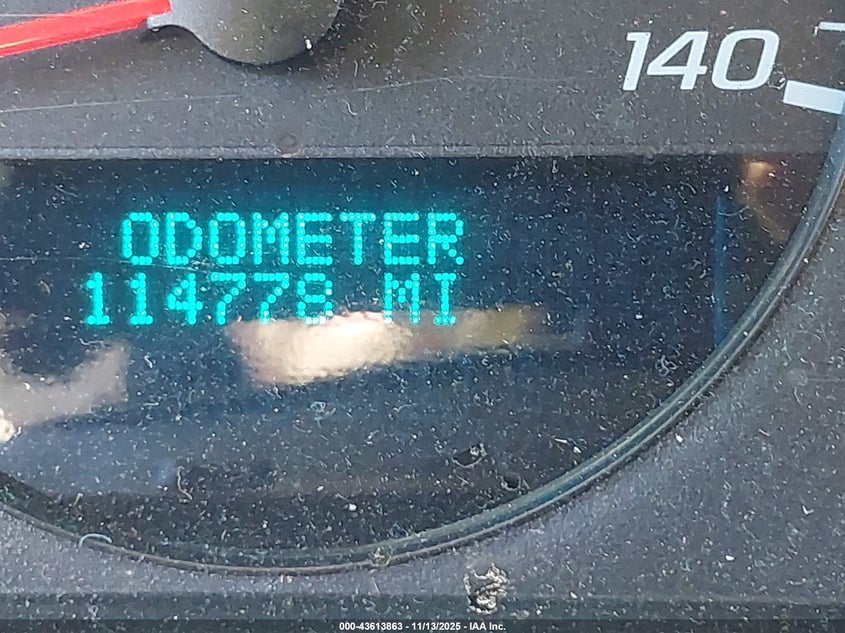 140
ODOMETER
114778 MI
000-43613863 - 11/13/2025 - IAA Inc.